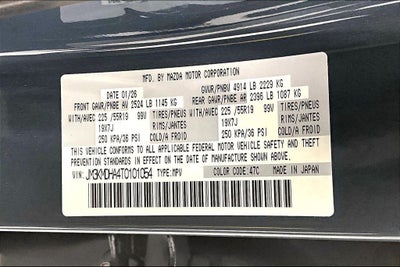 MFD. BY MAZDA MOTOR CORPORATION
DATE 01/26 GVWR/PNBV 4914 LB 2229 KG
FRONT GAWR/PNBE AV 2524 LB 1145 KG REAR GAWR/PNBE AR 2396 LB 1087 KG
WITH/AVEC 225 /55R19 99V TIRES/PNEUS WITH/AVEC 225 /55R19 99V TIRES/PNEUS
19X7J RIMS/JANTES 19X7J RIMS/JANTES
250 KPA/36 PSI COLD/A FROID 250 KPA/36 PSI COLD/A FROID
THIS VEHICLE CONFORMS TO ALL APPLICABLE FEDERAL MOTOR VEHICLE SAFETY AND THEFT
PREVENTION STANDARDS IN EFFECT ON THE DATE OF MANUFACTURE SHOWN ABOVE.
VIN: JM3KMDHA4T0101054 TYPE:MPV COLOR CODE:47C MADE IN JAPAN